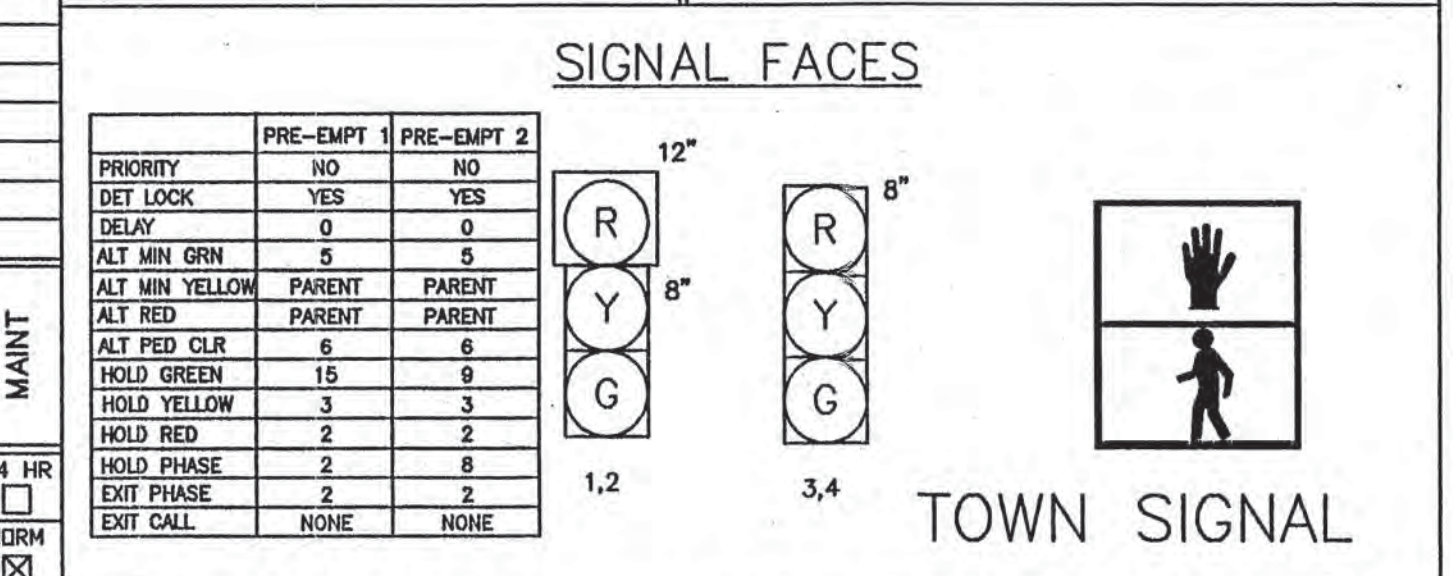 SIGNAL FACES
PRE-EMPT 1 PRE-EMPT 2
PRIORITY NO NO
DET LOCK YES YES
DELAY 0 0
ALT MIN GRN 5 5
ALT MIN YELLOW PARENT PARENT
ALT RED PARENT PARENT
ALT PED CLR 6 6
HOLD GREEN 15 9
HOLD YELLOW 3 3
HOLD RED 2 2
HOLD PHASE 2 8
EXIT PHASE 2 2
EXIT CALL NONE NONE
12"
R
8"
Y
G
1,2
8"
R
Y
G
3,4
TOWN SIGNAL
MAINT
4 HR
ORM